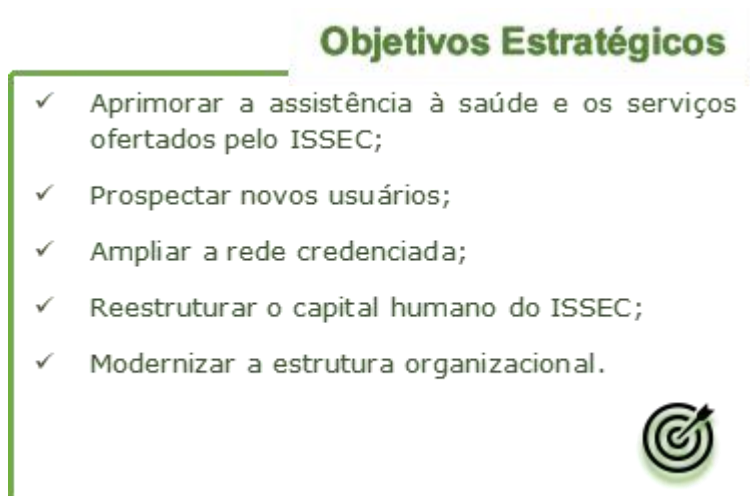 Objetivos Estratégicos
✓ Aprimorar a assistência à saúde e os serviços
ofertados pelo ISSEC;
✓ Prospectar novos usuários;
✓ Ampliar a rede credenciada;
✓ Reestruturar o capital humano do ISSEC;
✓ Modernizar a estrutura organizacional.